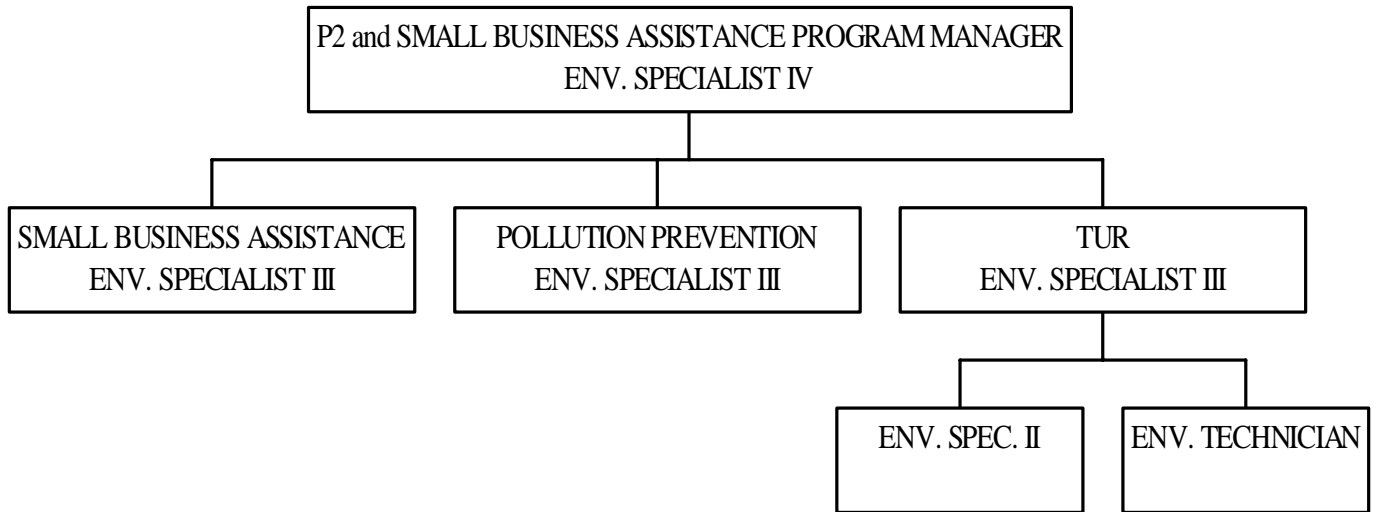 P2 and SMALL BUSINESS ASSISTANCE PROGRAM MANAGER
ENV. SPECIALIST IV
SMALL BUSINESS ASSISTANCE
ENV. SPECIALIST III
POLLUTION PREVENTION
ENV. SPECIALIST III
TUR
ENV. SPECIALIST III
ENV. SPEC. II
ENV. TECHNICIAN